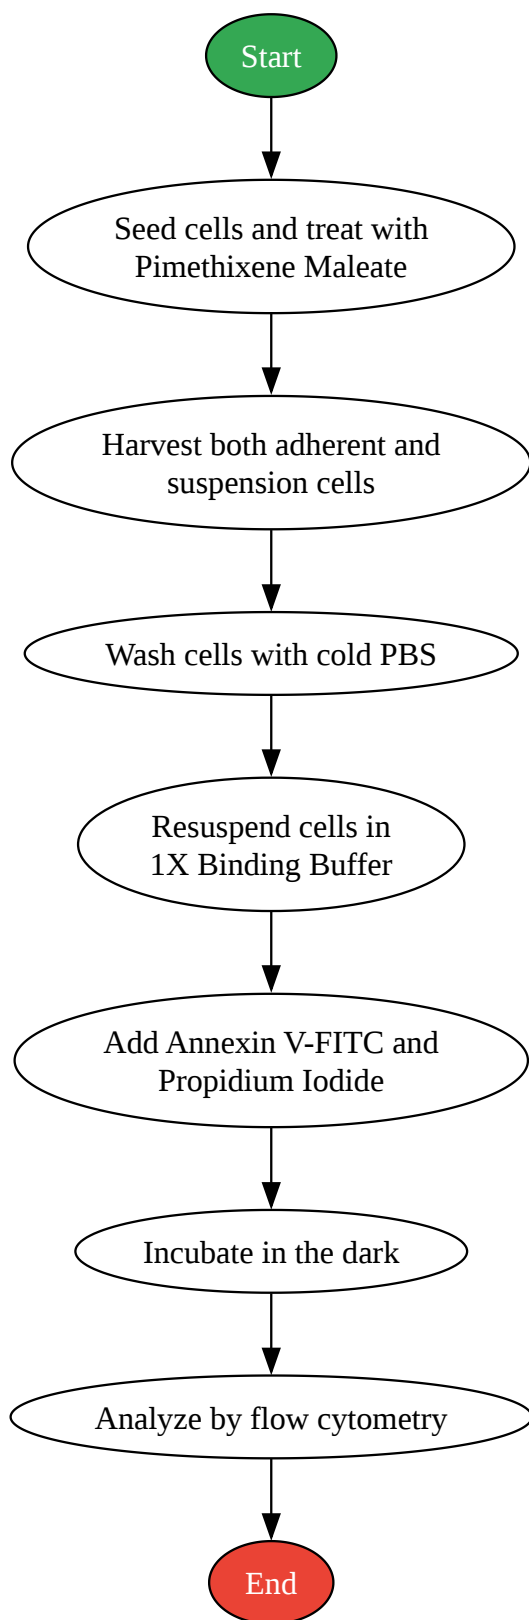 Start
Seed cells and treat with
Pimethixene Maleate
Harvest both adherent and
suspension cells
Wash cells with cold PBS
Resuspend cells in
1X Binding Buffer
Add Annexin V-FITC and
Propidium Iodide
Incubate in the dark
Analyze by flow cytometry
End